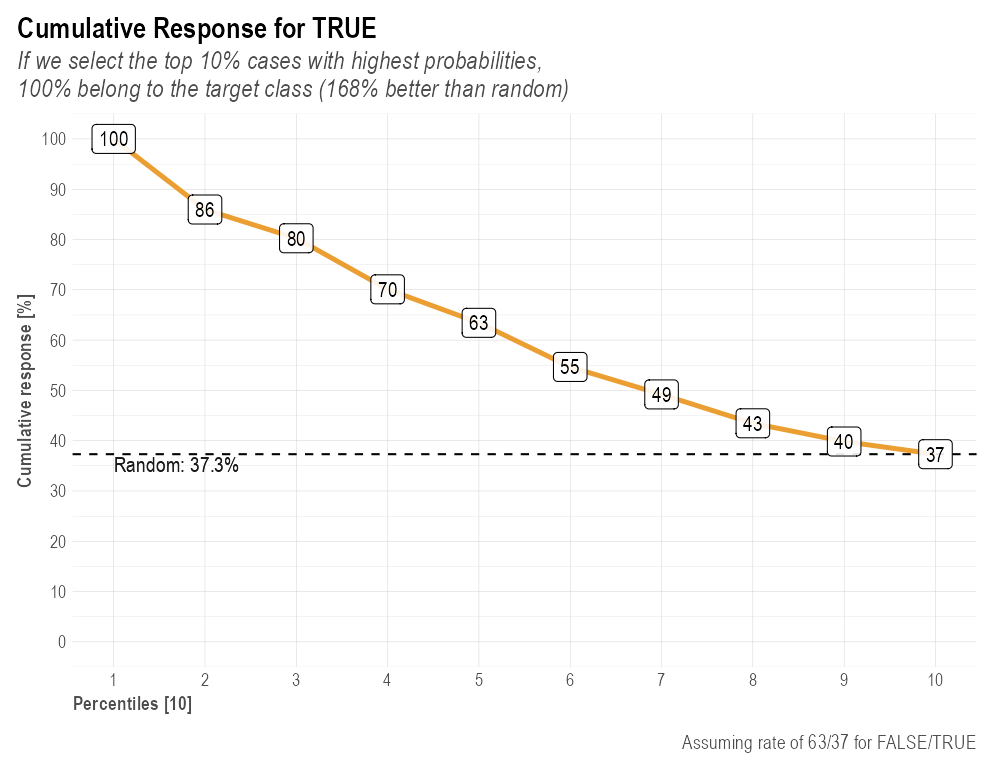 Cumulative Response for TRUE
If we select the top 10% cases with highest probabilities,
100% belong to the target class (168% better than random)
Cumulative response [%]
100
90
80
70
60
50
40
30
20
10
0
100
86
80
70
63
55
49
43
40
37
Random: 37.3%
1 2 3 4 5 6 7 8 9 10
Percentiles [10]
Assuming rate of 63/37 for FALSE/TRUE